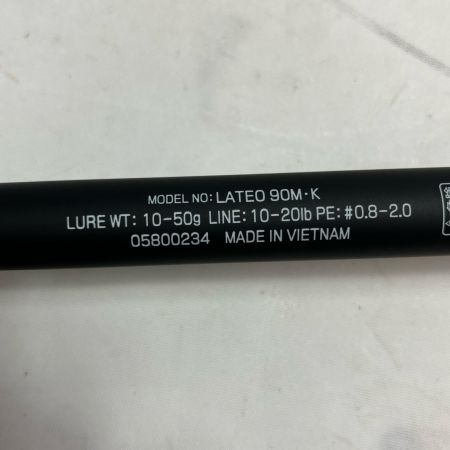 MODEL NO: LATEO 90M・K
LURE WT: 10-50g LINE: 10-20lb PE: #0.8-2.0
05800234 MADE IN VIETNAM